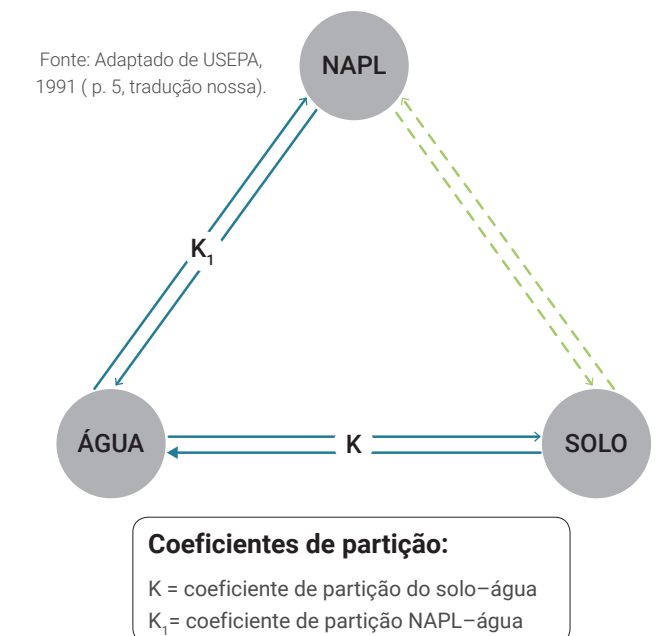 Fonte: Adaptado de USEPA,
1991 ( p. 5, tradução nossa).
NAPL
K₁
ÁGUA
K
SOLO
Coeficientes de partição:
K = coeficiente de partição do solo–água
K₁= coeficiente de partição NAPL–água